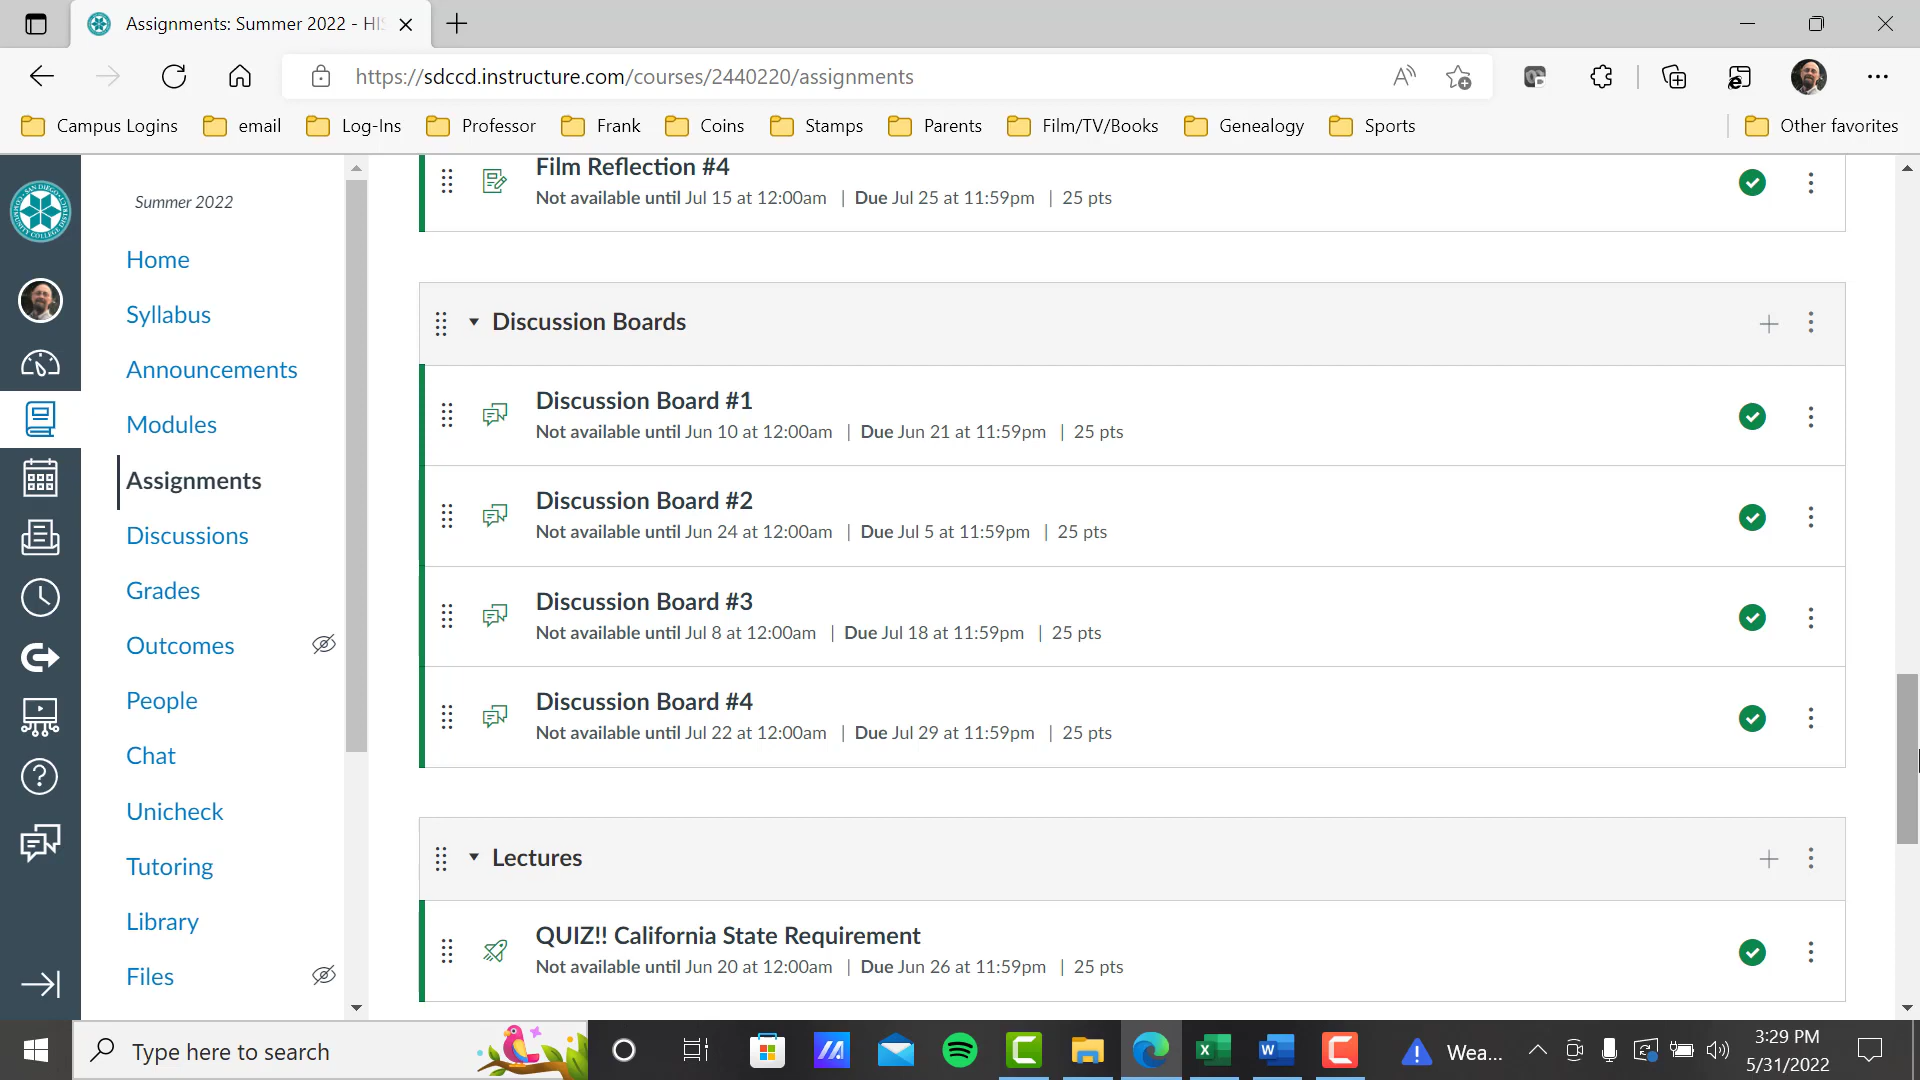 Assignments: Summer 2022 - HIS
https://sdccd.instructure.com/courses/2440220/assignments
Campus Logins
email
Log-Ins
Professor
Frank
Coins
Stamps
Parents
Film/TV/Books
Genealogy
Sports
Other favorites
SAN DIEGO COMMUNITY COLLEGE DISTRICT
Summer 2022
Home
Syllabus
Announcements
Modules
Assignments
Discussions
Grades
Outcomes
People
Chat
Unicheck
Tutoring
Library
Files
Film Reflection #4
Not available until Jul 15 at 12:00am | Due Jul 25 at 11:59pm | 25 pts
Discussion Boards
Discussion Board #1
Not available until Jun 10 at 12:00am | Due Jun 21 at 11:59pm | 25 pts
Discussion Board #2
Not available until Jun 24 at 12:00am | Due Jul 5 at 11:59pm | 25 pts
Discussion Board #3
Not available until Jul 8 at 12:00am | Due Jul 18 at 11:59pm | 25 pts
Discussion Board #4
Not available until Jul 22 at 12:00am | Due Jul 29 at 11:59pm | 25 pts
Lectures
QUIZ!! California State Requirement
Not available until Jun 20 at 12:00am | Due Jun 26 at 11:59pm | 25 pts
Type here to search
Wea...
3:29 PM
5/31/2022